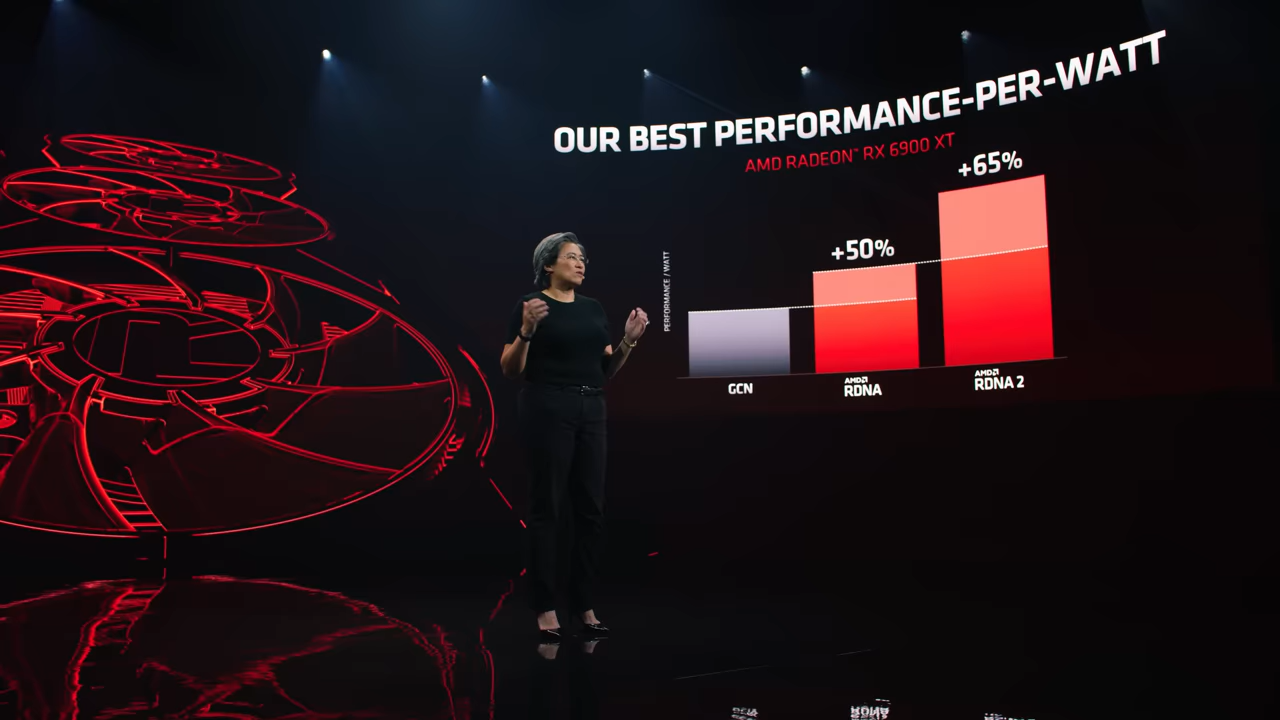 OUR BEST PERFORMANCE-PER-WATT
AMD RADEON™ RX 6900 XT
+65%
+50%
PERFORMANCE / WATT
GCN
AMD
RDNA
AMD
RDNA 2